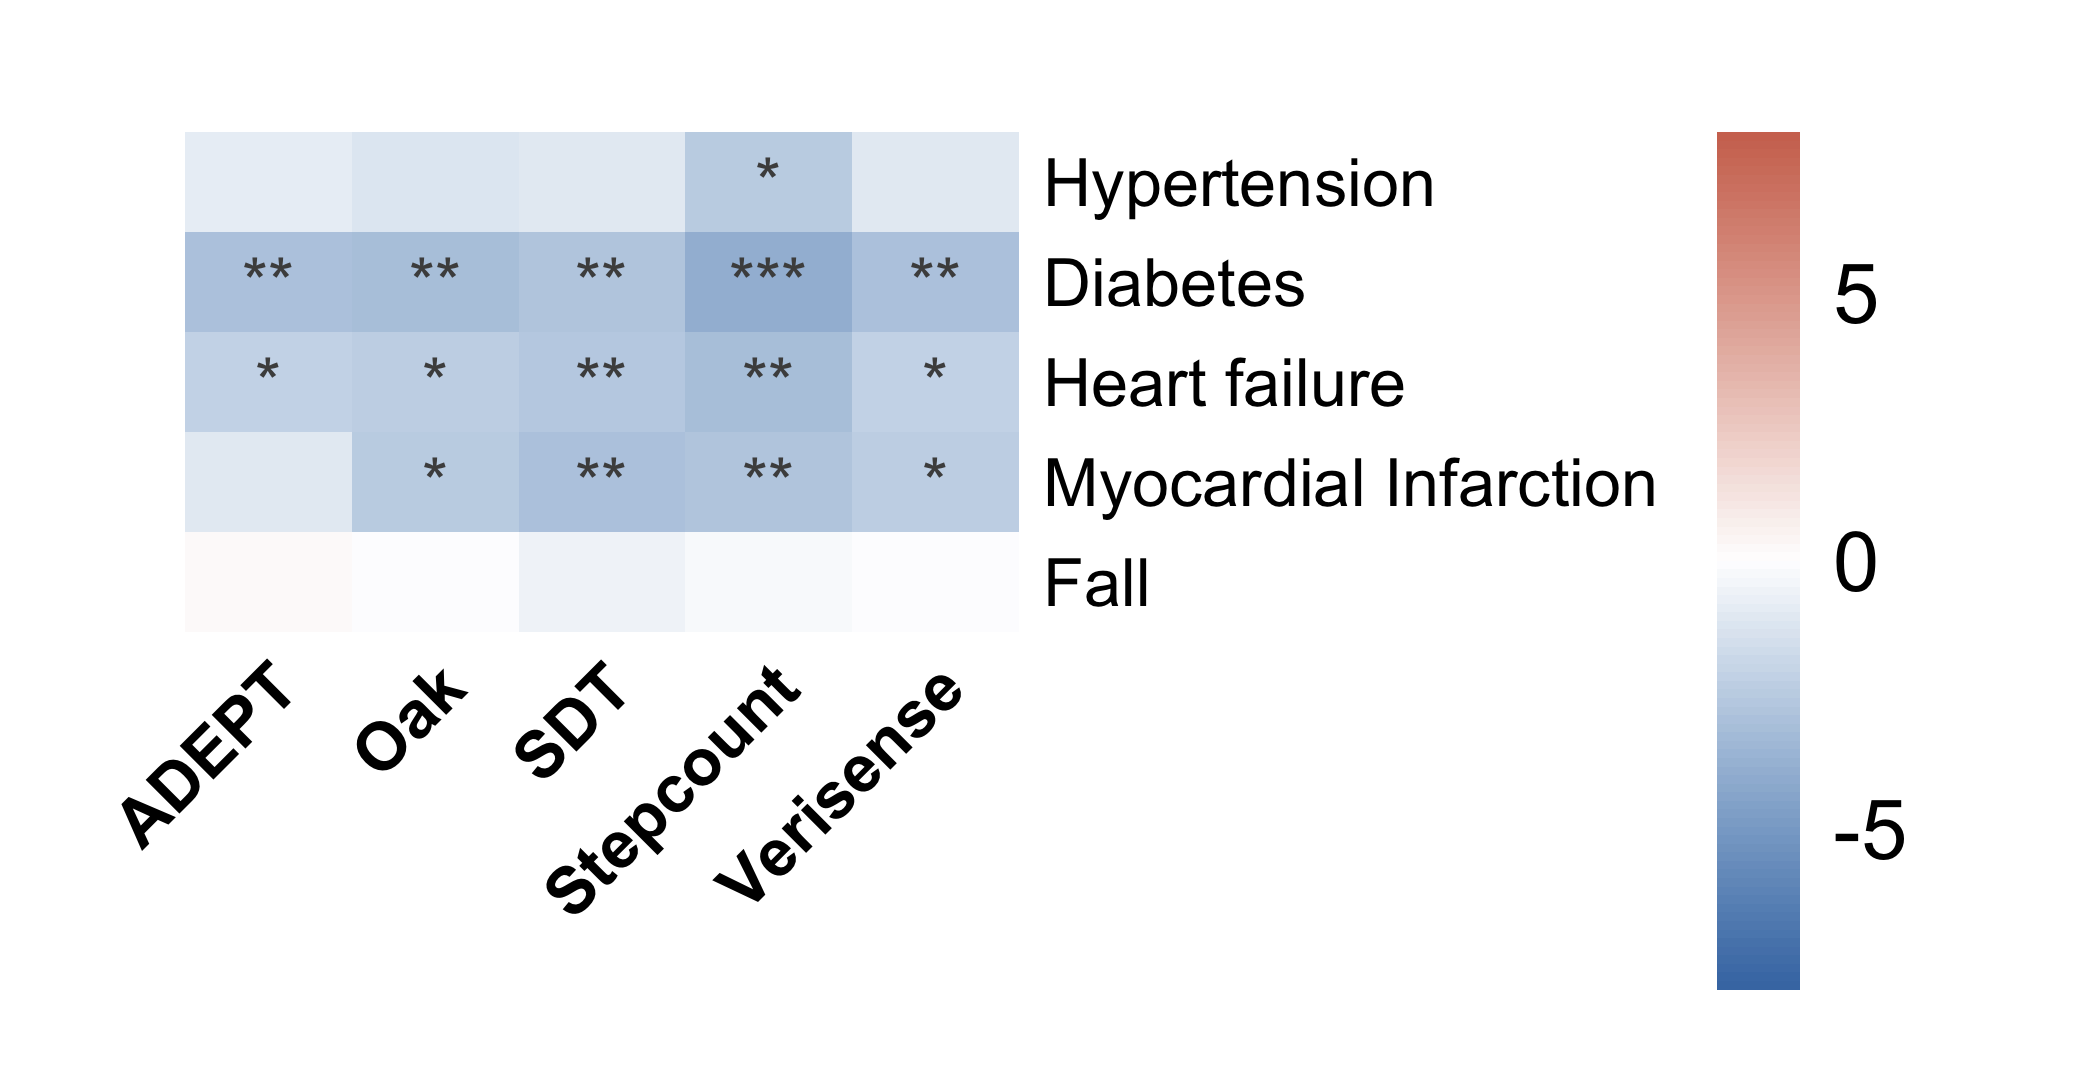 * Hypertension
** ** ** *** ** Diabetes
* * ** ** * Heart failure
* ** ** * Myocardial Infarction
Fall
ADEPT
Oak
SDT
Stepcount
Verisense
5
0
-5